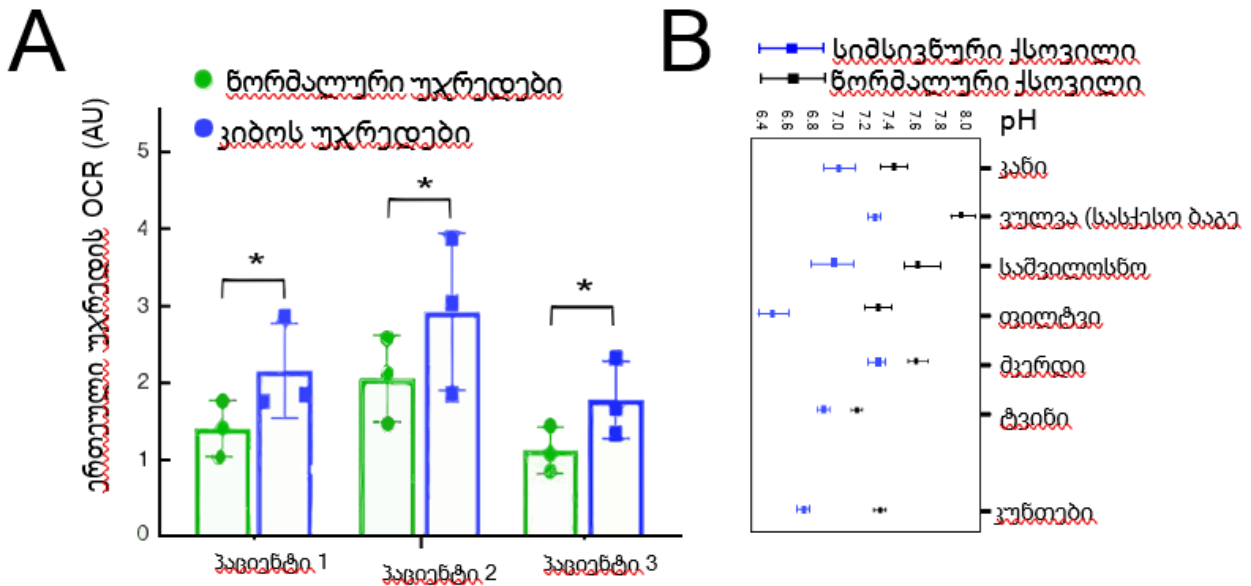 A
ნორმალური უჯრედები
კიბოს უჯრედები
ერთეული უჯრედის OCR (AU)
5
4
3
2
1
0
*
*
*
პაციენტი 1
პაციენტი 2
პაციენტი 3
B
სიმსივნური ქსოვილი
ნორმალური ქსოვილი
6.4 6.6 6.8 7.0 7.2 7.4 7.6 7.8 8.0
pH
კანი
ვულვა (სასქესო ბაგე
საშვილოსნო
ფილტვი
მკერდი
ტვინი
კუნთები